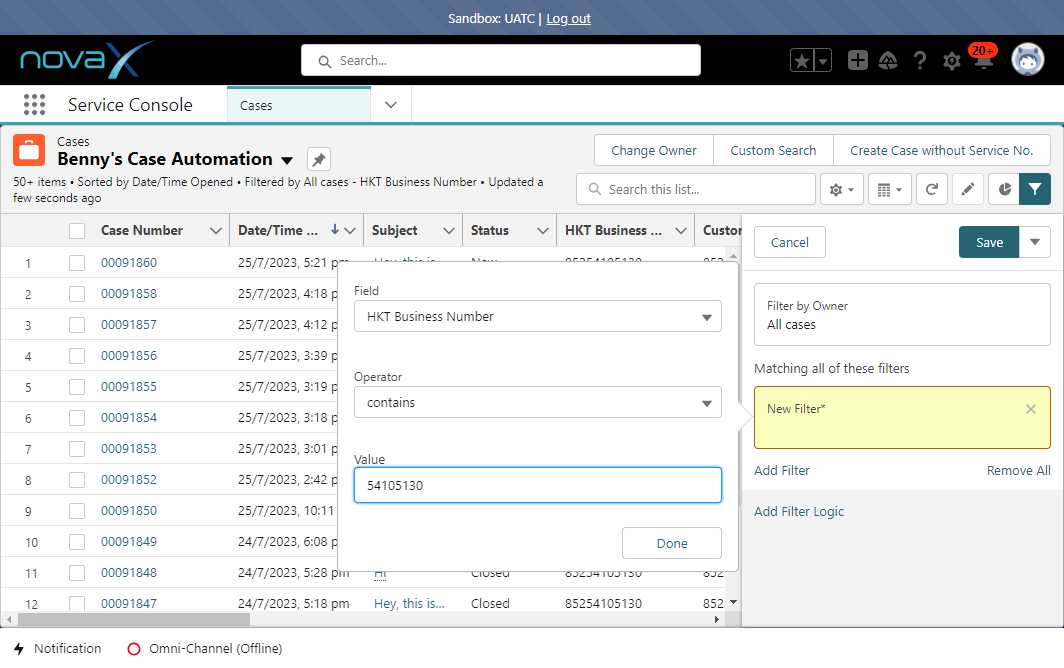 Sandbox: UATC | Log out
novaX
Search...
20+
Service Console
Cases
Cases
Benny's Case Automation
50+ items • Sorted by Date/Time Opened • Filtered by All cases - HKT Business Number • Updated a
few seconds ago
Change Owner
Custom Search
Create Case without Service No.
Search this list...
Case Number
Date/Time ...
Subject
Status
HKT Business ...
Custor
1 00091860 25/7/2023, 5:21 pm Hey, this is New 85254105130 852
2 00091858 25/7/2023, 4:18 p
3 00091857 25/7/2023, 4:12 p
4 00091856 25/7/2023, 3:39 p
5 00091855 25/7/2023, 3:19 p
6 00091854 25/7/2023, 3:18 p
7 00091853 25/7/2023, 3:01 p
8 00091852 25/7/2023, 2:42 p
9 00091850 25/7/2023, 10:11
10 00091849 24/7/2023, 6:08 p
11 00091848 24/7/2023, 5:28 pm Hi Closed 85254105130 852
12 00091847 24/7/2023, 5:18 pm Hey, this is... Closed 85254105130 852
Field
HKT Business Number
Operator
contains
Value
54105130
Done
Cancel
Save
Filter by Owner
All cases
Matching all of these filters
New Filter*
Add Filter
Remove All
Add Filter Logic
Notification
Omni-Channel (Offline)